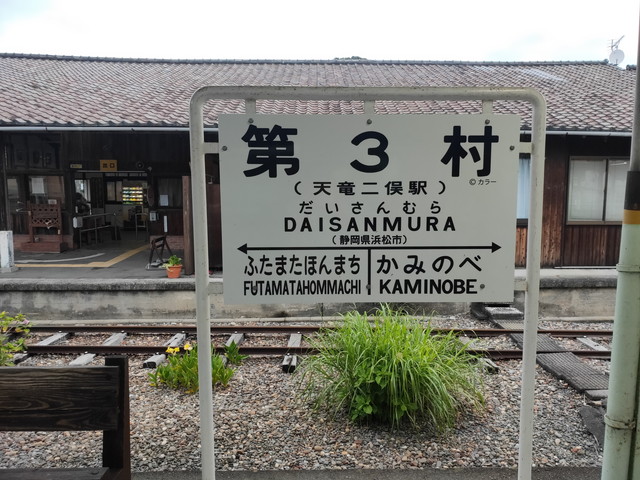 第 3 村
© カラー
(天竜二俣駅)
だいさんむら
DAISANMURA
(静岡県浜松市)
ふたまたほんまち かみのべ
FUTAMATAHOMMACHI KAMINOBE